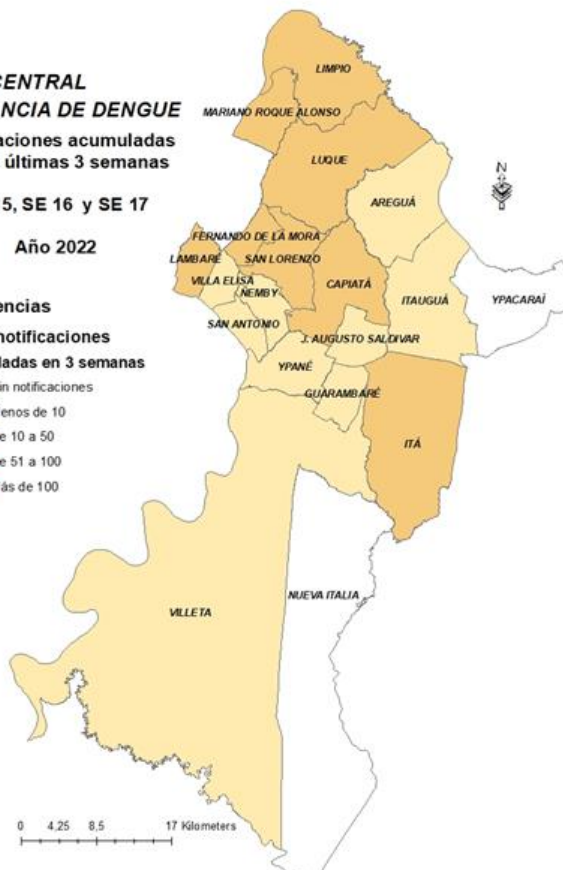 CENTRAL
NCIA DE DENGUE
aciones acumuladas
últimas 3 semanas
5, SE 16 y SE 17
Año 2022
encias
notificaciones
ladas en 3 semanas
in notificaciones
enos de 10
e 10 a 50
e 51 a 100
ás de 100
LIMPIO
MARIANO ROQUE ALONSO
LUQUE
N
AREGUÁ
FERNANDO DE LA MORA
LAMBARÉ
SAN LORENZO
VILLA ELISA
CAPIATÁ
ÑEMBY
ITAUGUÁ
YPACARAÍ
SAN ANTONIO
J. AUGUSTO SALDIVAR
YPANÉ
GUARAMBARÉ
ITÁ
NUEVA ITALIA
VILLETA
0 4,25 8,5 17 Kilometers